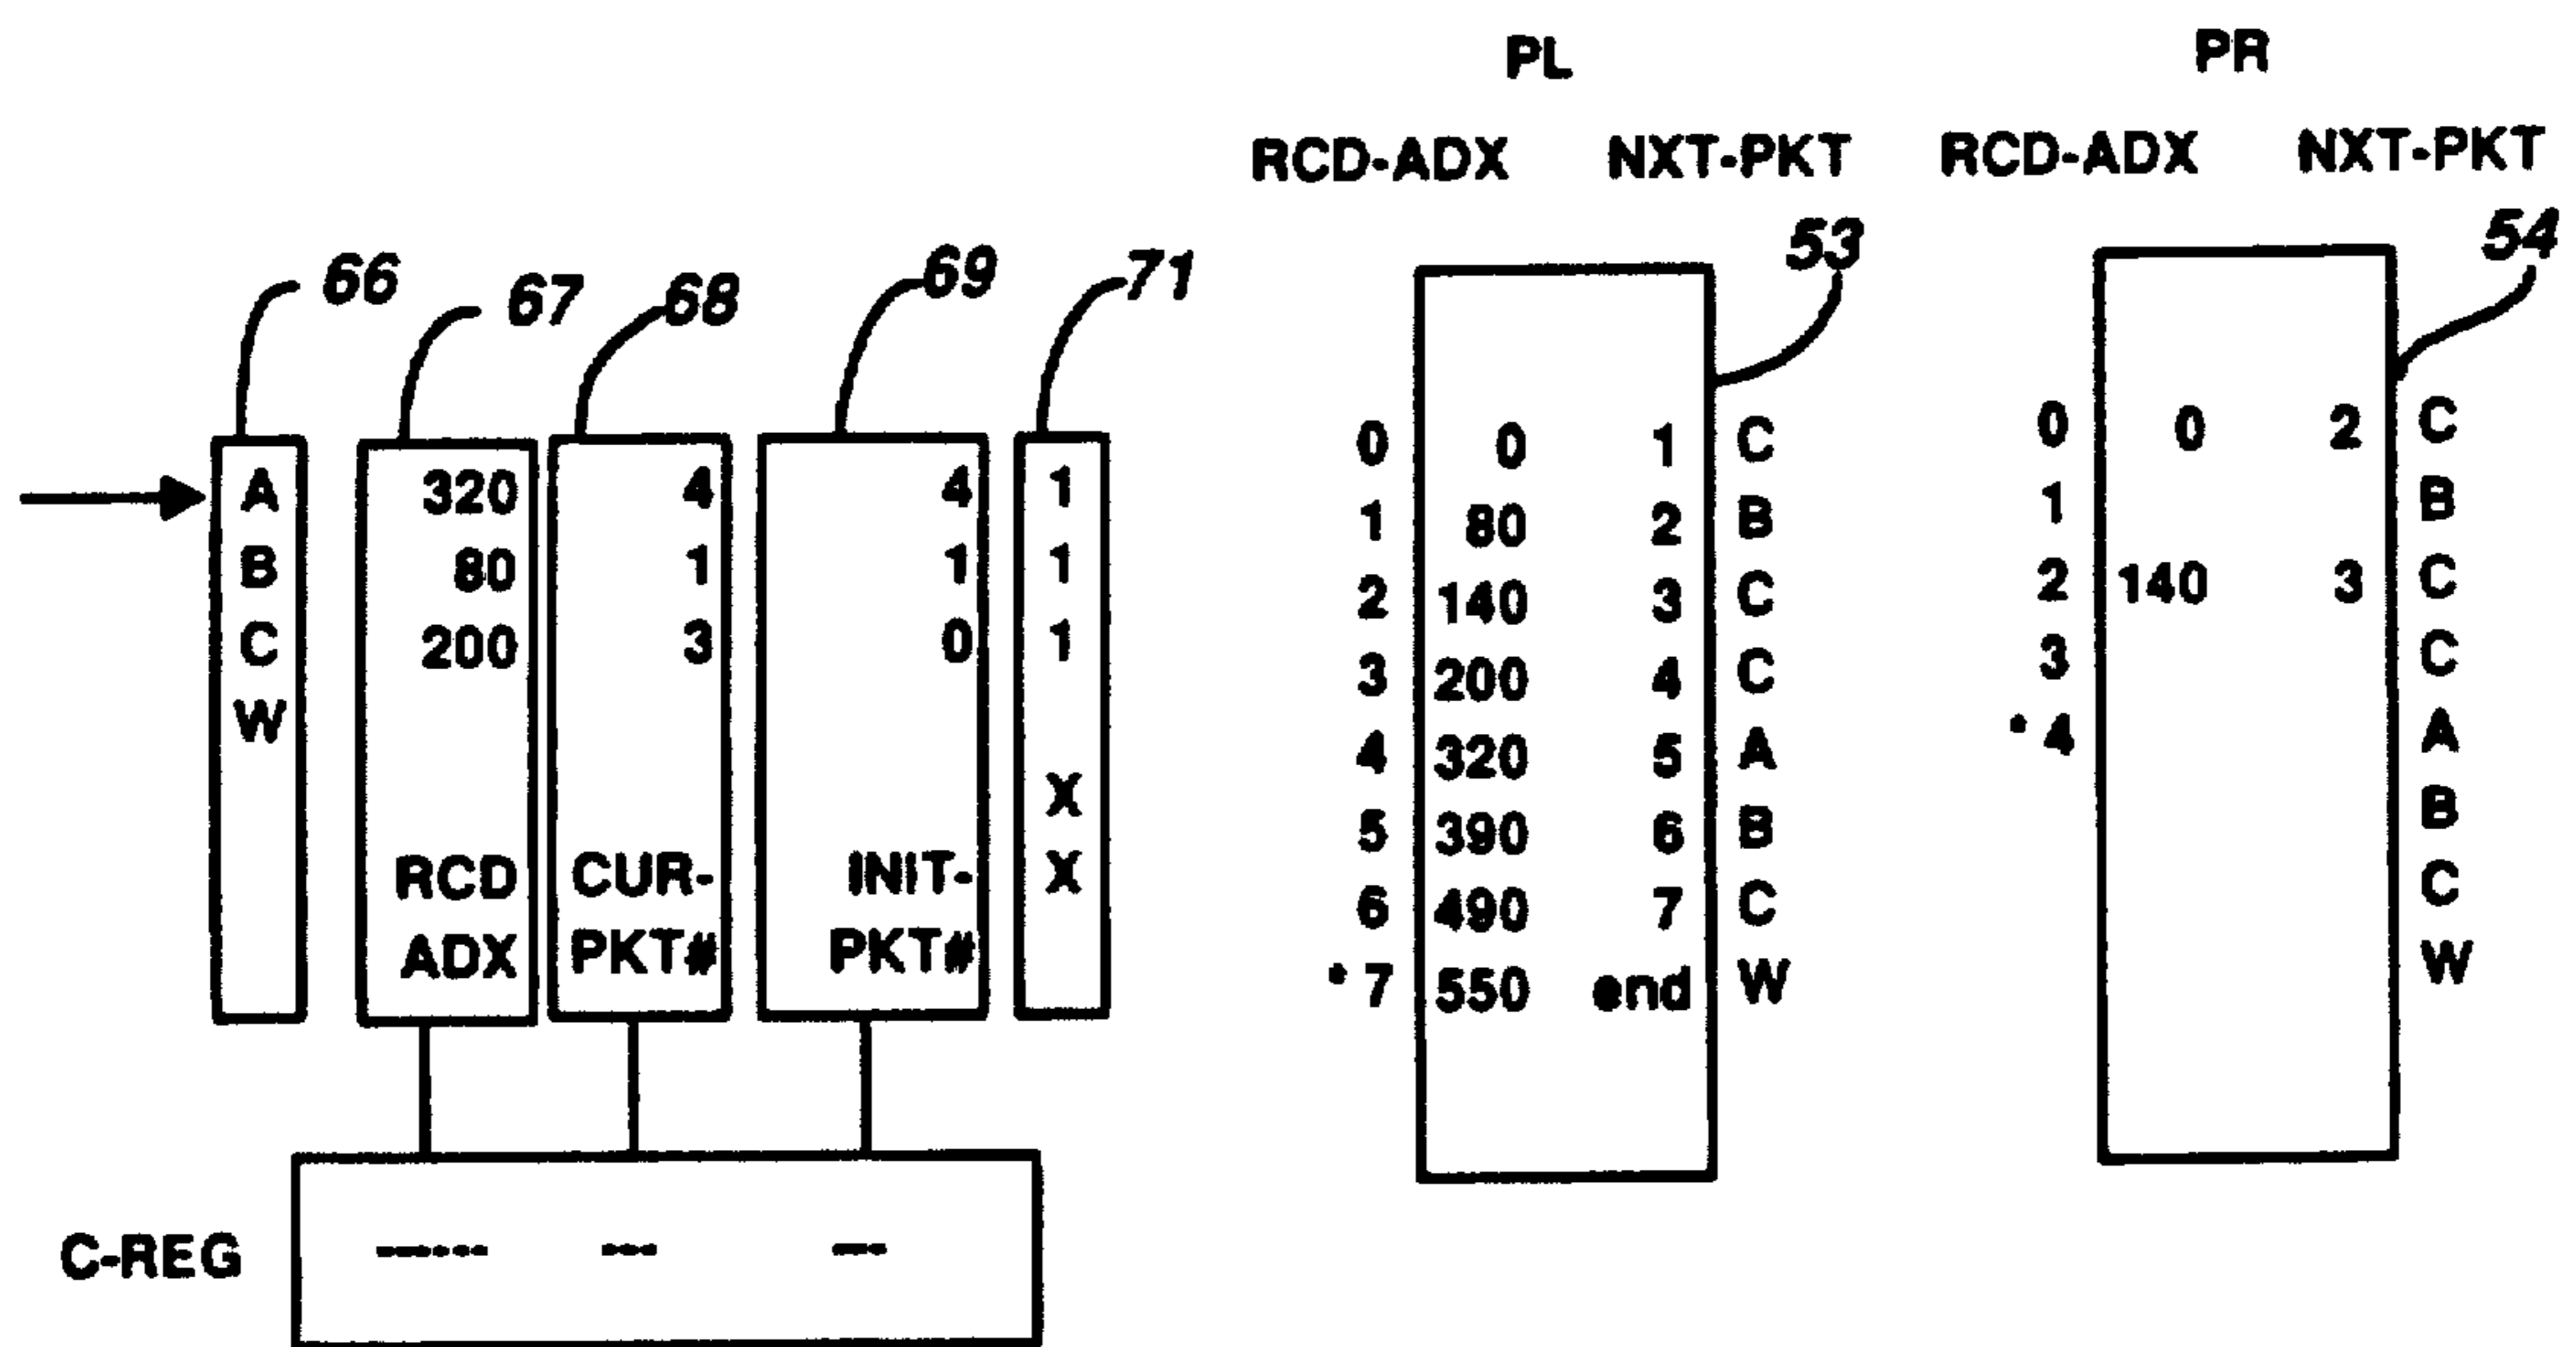 PL PR
RCD-ADX NXT-PKT RCD-ADX NXT-PKT
66 67 68 69 71 53 54
A 320 4 4 1
B 80 1 1 1
C 200 3 0 1
W
X
X
RCD ADX
CUR-PKT#
INIT-PKT#
C-REG ------ --- ---
0 0 1 C
1 80 2 B
2 140 3 C
3 200 4 C
4 320 5 A
5 390 6 B
6 490 7 C
*7 550 end W
0 0 2 C
1 B
2 140 3 C
3 C
*4 A
B
C
W